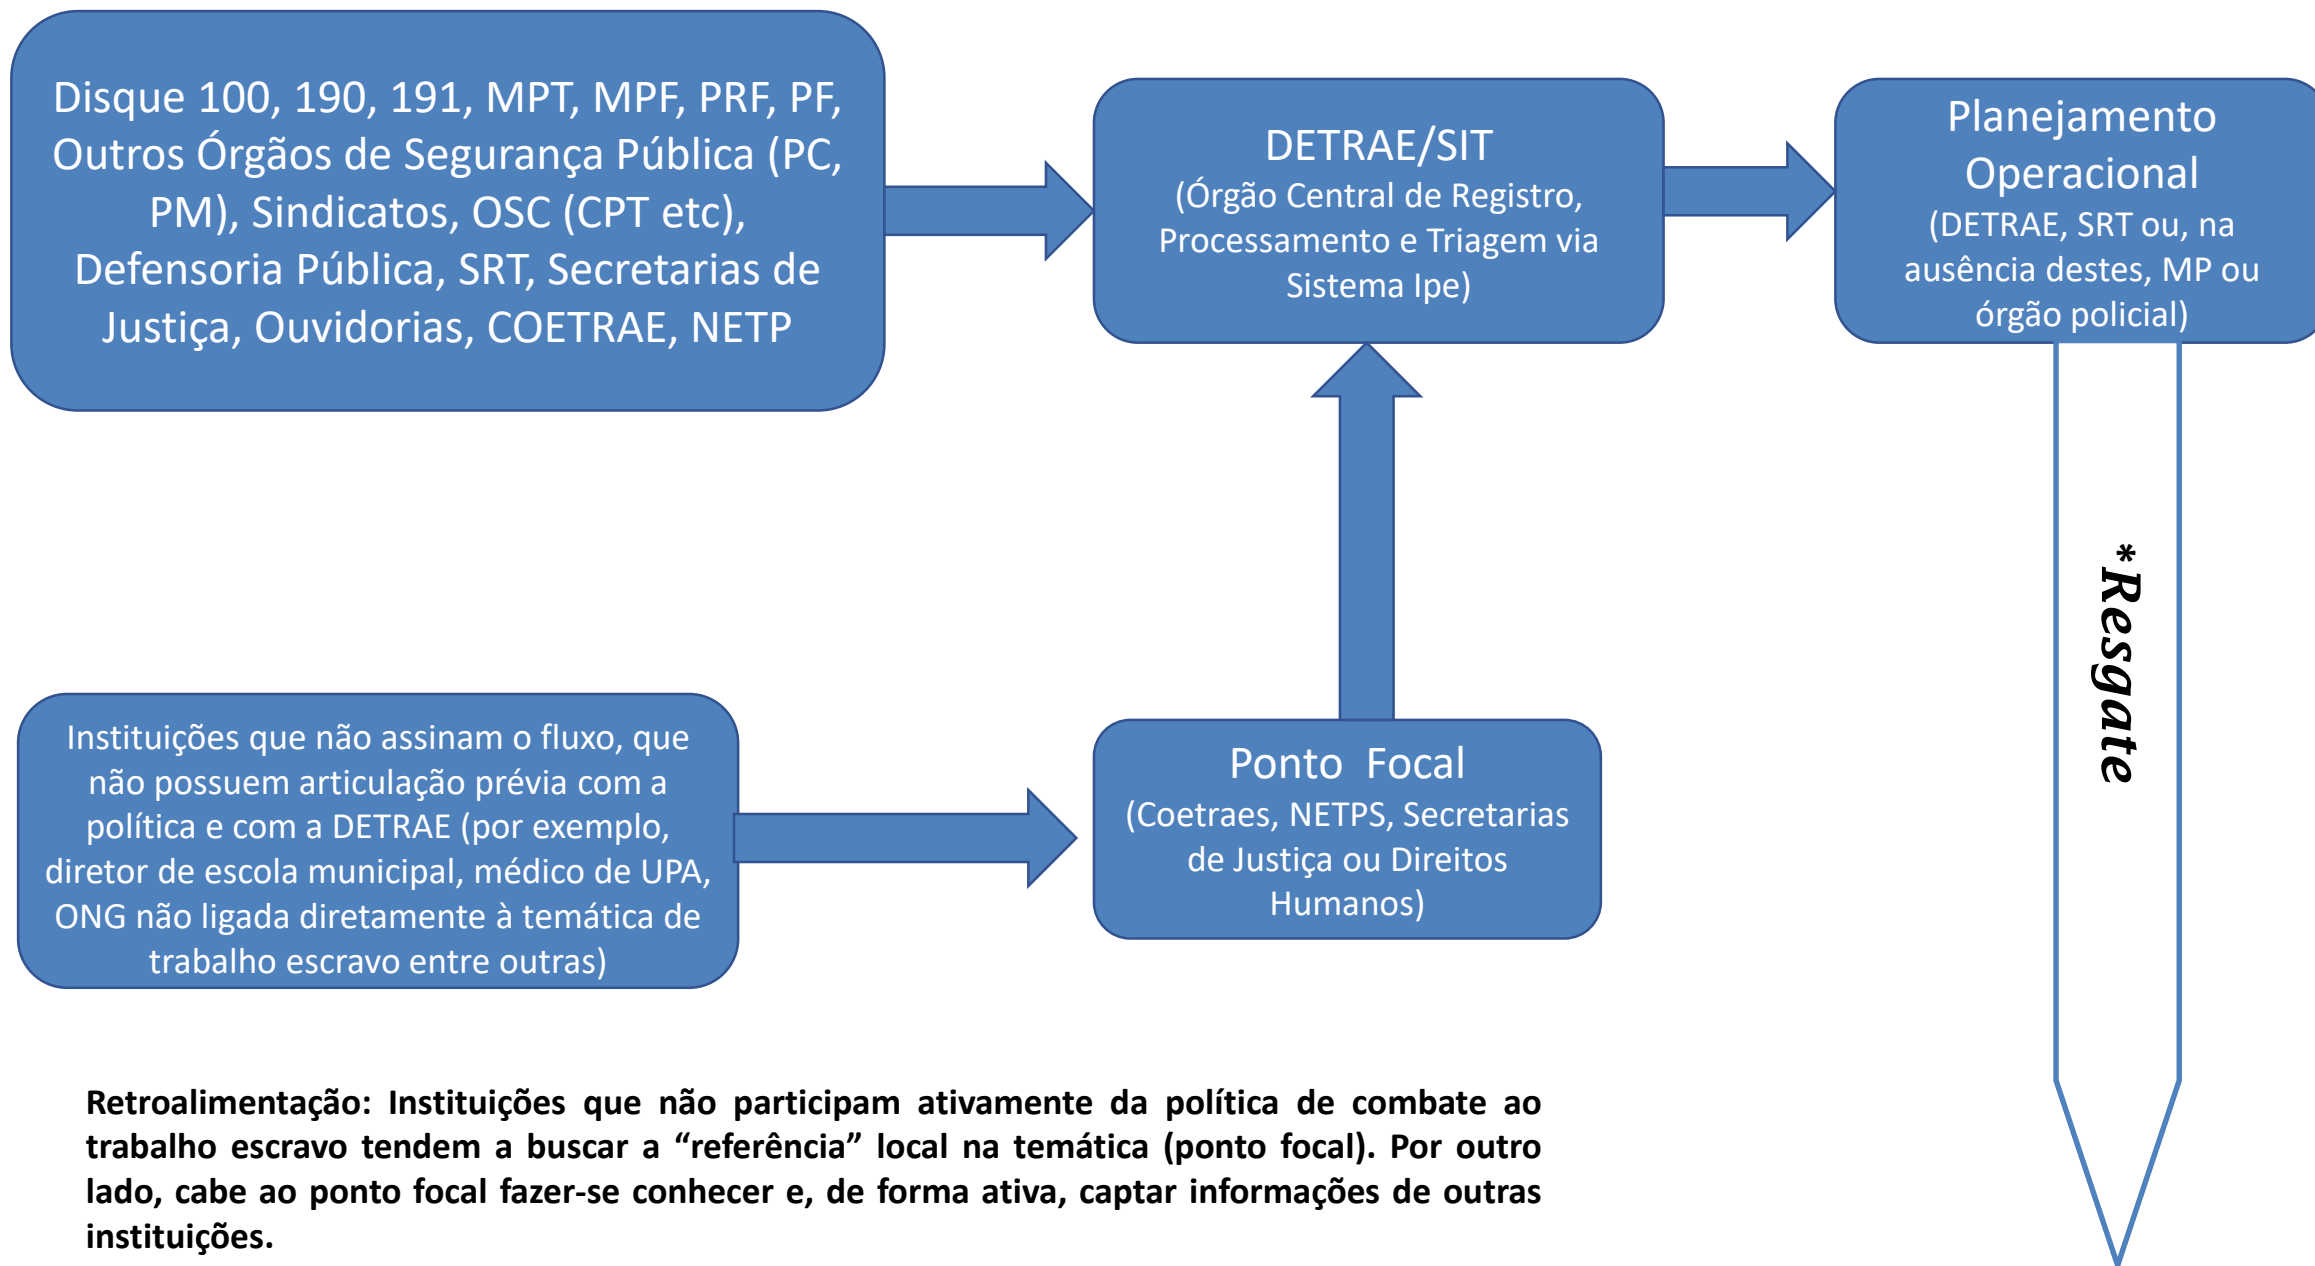 Disque 100, 190, 191, MPT, MPF, PRF, PF,
Outros Órgãos de Segurança Pública (PC,
PM), Sindicatos, OSC (CPT etc),
Defensoria Pública, SRT, Secretarias de
Justiça, Ouvidorias, COETRAE, NETP
DETRAE/SIT
(Órgão Central de Registro,
Processamento e Triagem via
Sistema Ipe)
Planejamento
Operacional
(DETRAE, SRT ou, na
ausência destes, MP ou
órgão policial)
*Resgate
Instituições que não assinam o fluxo, que
não possuem articulação prévia com a
política e com a DETRAE (por exemplo,
diretor de escola municipal, médico de UPA,
ONG não ligada diretamente à temática de
trabalho escravo entre outras)
Ponto Focal
(Coetraes, NETPS, Secretarias
de Justiça ou Direitos
Humanos)
Retroalimentação: Instituições que não participam ativamente da política de combate ao
trabalho escravo tendem a buscar a “referência” local na temática (ponto focal). Por outro
lado, cabe ao ponto focal fazer-se conhecer e, de forma ativa, captar informações de outras
instituições.